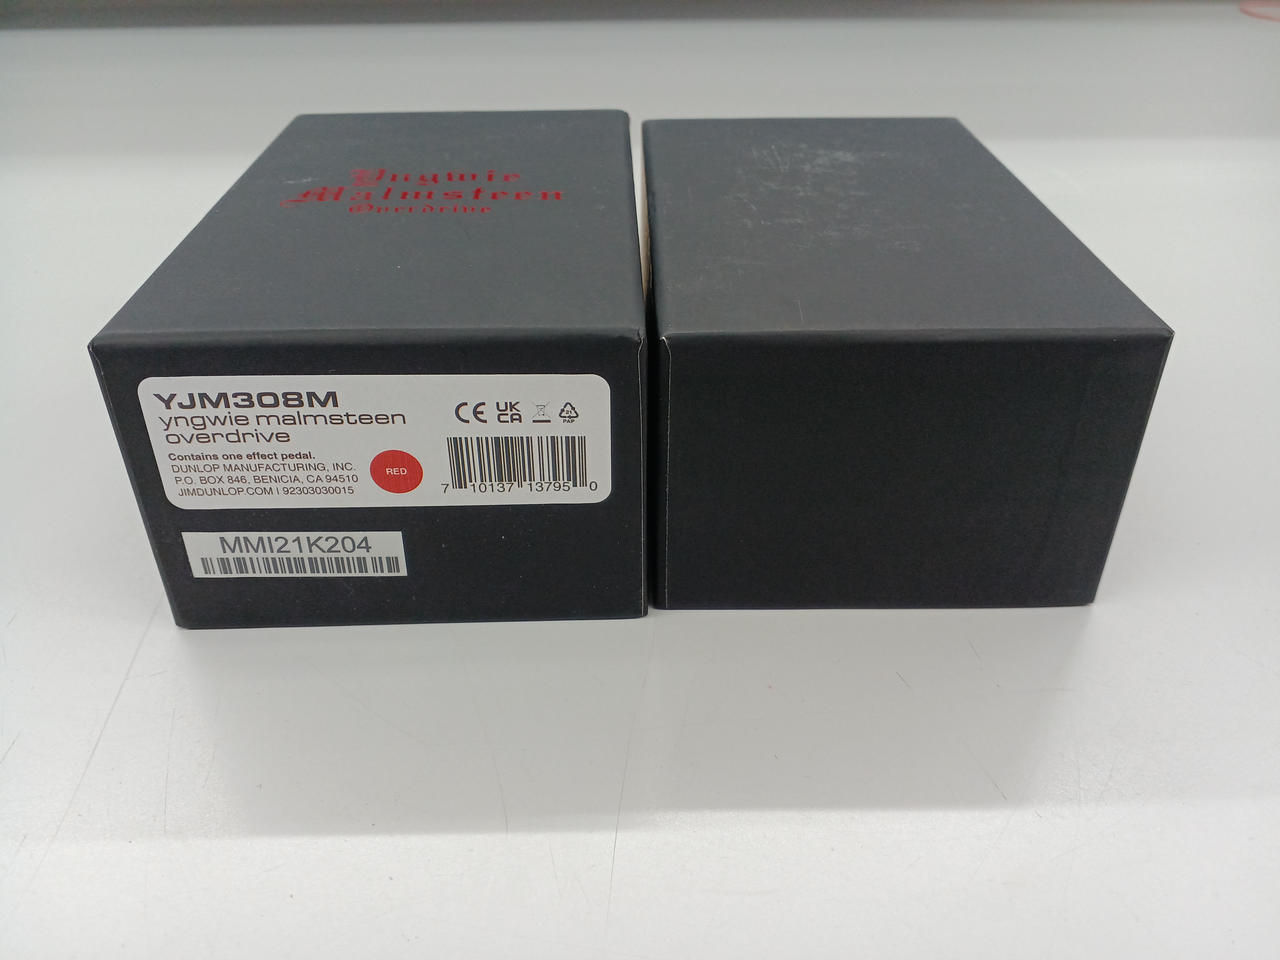 Yngwie
Malmsteen
Overdrive
YJM308M
yngwie malmsteen
overdrive
Contains one effect pedal.
DUNLOP MANUFACTURING, INC.
P.O. BOX 846, BENICIA, CA 94510
JIMDUNLOP.COM | 92303030015
RED
CE UK
CA
21
PAP
7 10137 13795 0
MMI21K204